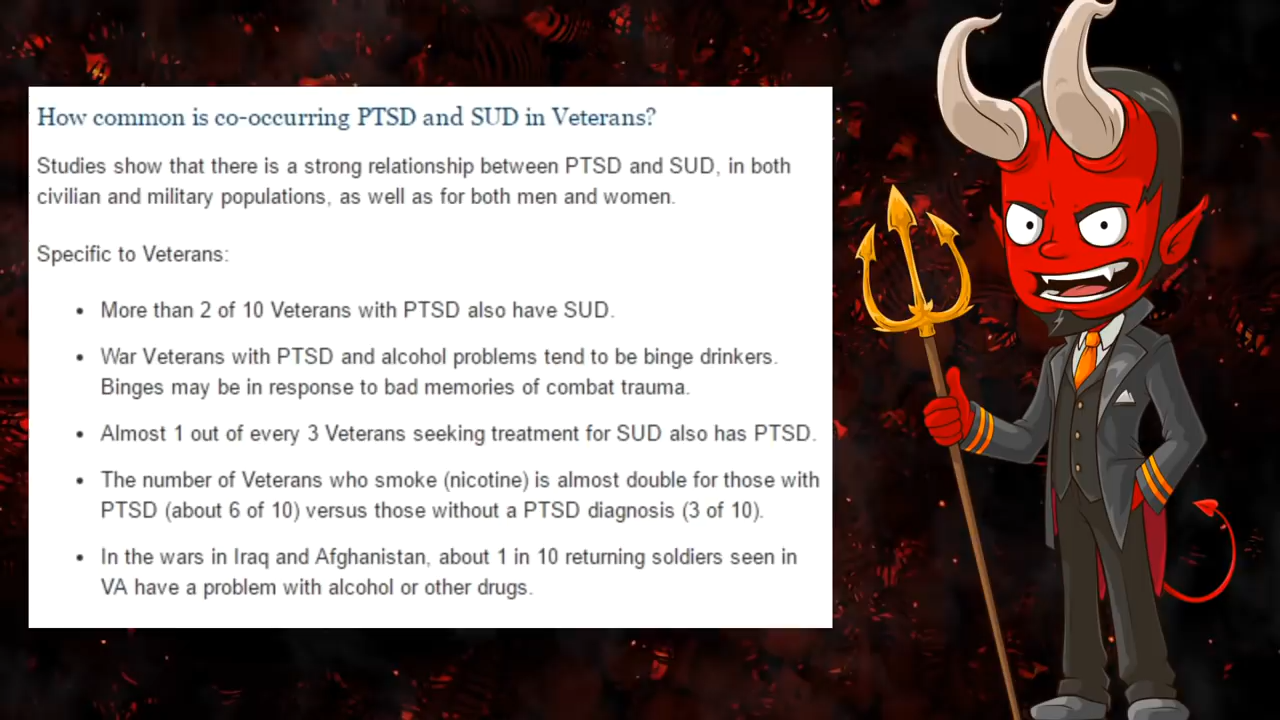 How common is co-occurring PTSD and SUD in Veterans?
Studies show that there is a strong relationship between PTSD and SUD, in both
civilian and military populations, as well as for both men and women.
Specific to Veterans:
• More than 2 of 10 Veterans with PTSD also have SUD.
• War Veterans with PTSD and alcohol problems tend to be binge drinkers.
Binges may be in response to bad memories of combat trauma.
• Almost 1 out of every 3 Veterans seeking treatment for SUD also has PTSD.
• The number of Veterans who smoke (nicotine) is almost double for those with
PTSD (about 6 of 10) versus those without a PTSD diagnosis (3 of 10).
• In the wars in Iraq and Afghanistan, about 1 in 10 returning soldiers seen in
VA have a problem with alcohol or other drugs.